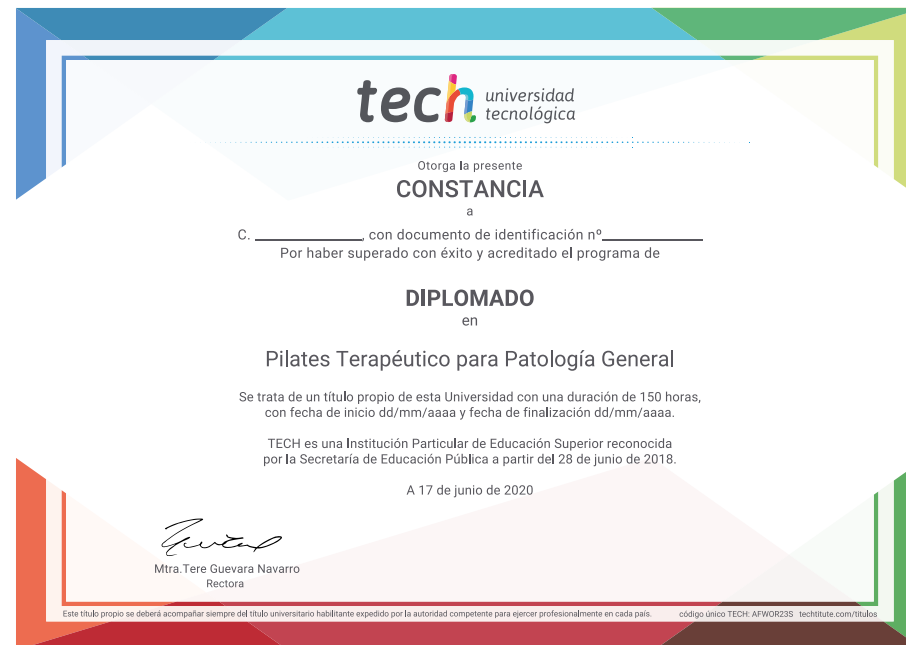 tech universidad
tecnológica
Otorga la presente
CONSTANCIA
a
C. ____________, con documento de identificación nº____________
Por haber superado con éxito y acreditado el programa de
DIPLOMADO
en
Pilates Terapéutico para Patología General
Se trata de un título propio de esta Universidad con una duración de 150 horas,
con fecha de inicio dd/mm/aaaa y fecha de finalización dd/mm/aaaa.
TECH es una Institución Particular de Educación Superior reconocida
por la Secretaría de Educación Pública a partir del 28 de junio de 2018.
A 17 de junio de 2020
Mtra.Tere Guevara Navarro
Rectora
Este título propio se deberá acompañar siempre del título universitario habilitante expedido por la autoridad competente para ejercer profesionalmente en cada país. código único TECH: AFWOR23S techtitute.com/títulos